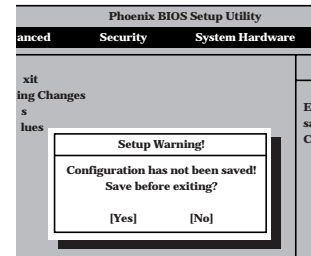 Phoenix BIOS Setup Utility
anced Security System Hardware
xit
ing Changes
s
lues
E
sa
C
Setup Warning!
Configuration has not been saved!
Save before exiting?
[Yes] [No]